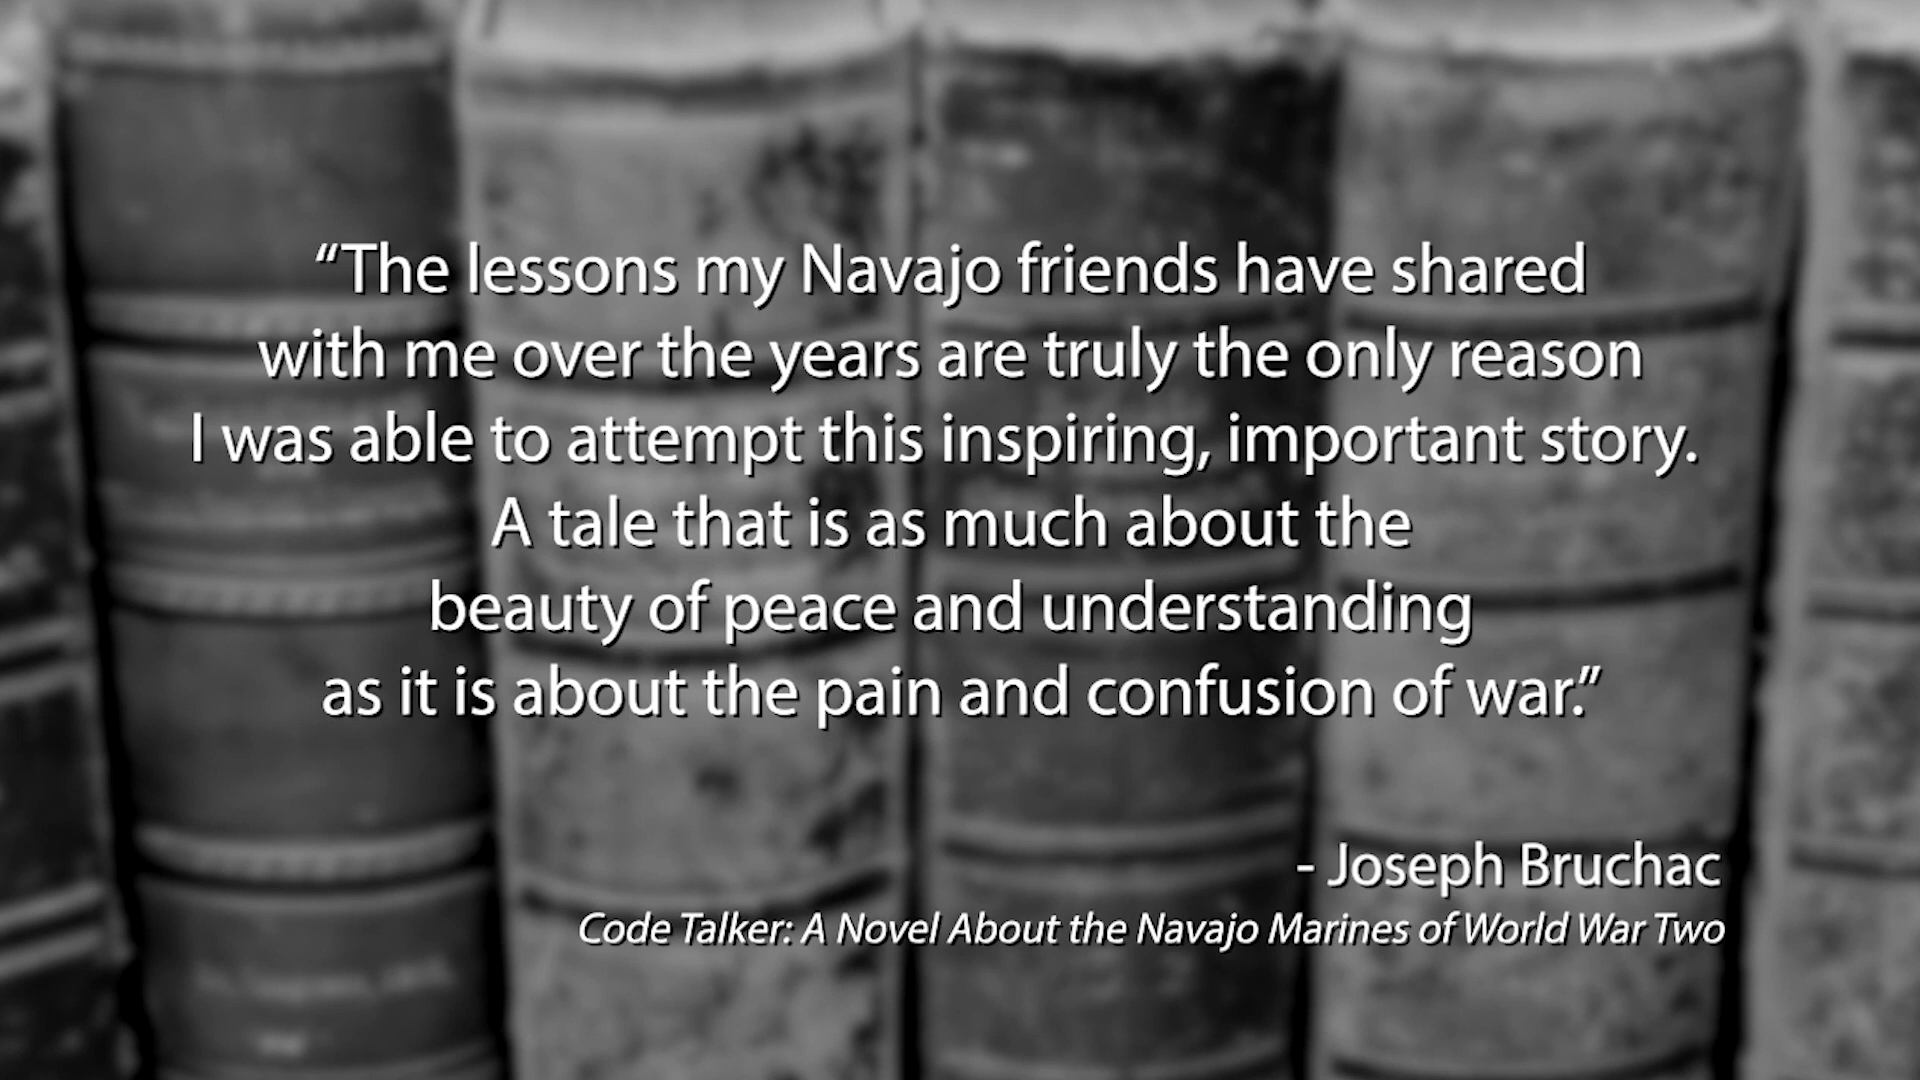 “The lessons my Navajo friends have shared
with me over the years are truly the only reason
I was able to attempt this inspiring, important story.
A tale that is as much about the
beauty of peace and understanding
as it is about the pain and confusion of war.”
- Joseph Bruchac
Code Talker: A Novel About the Navajo Marines of World War Two